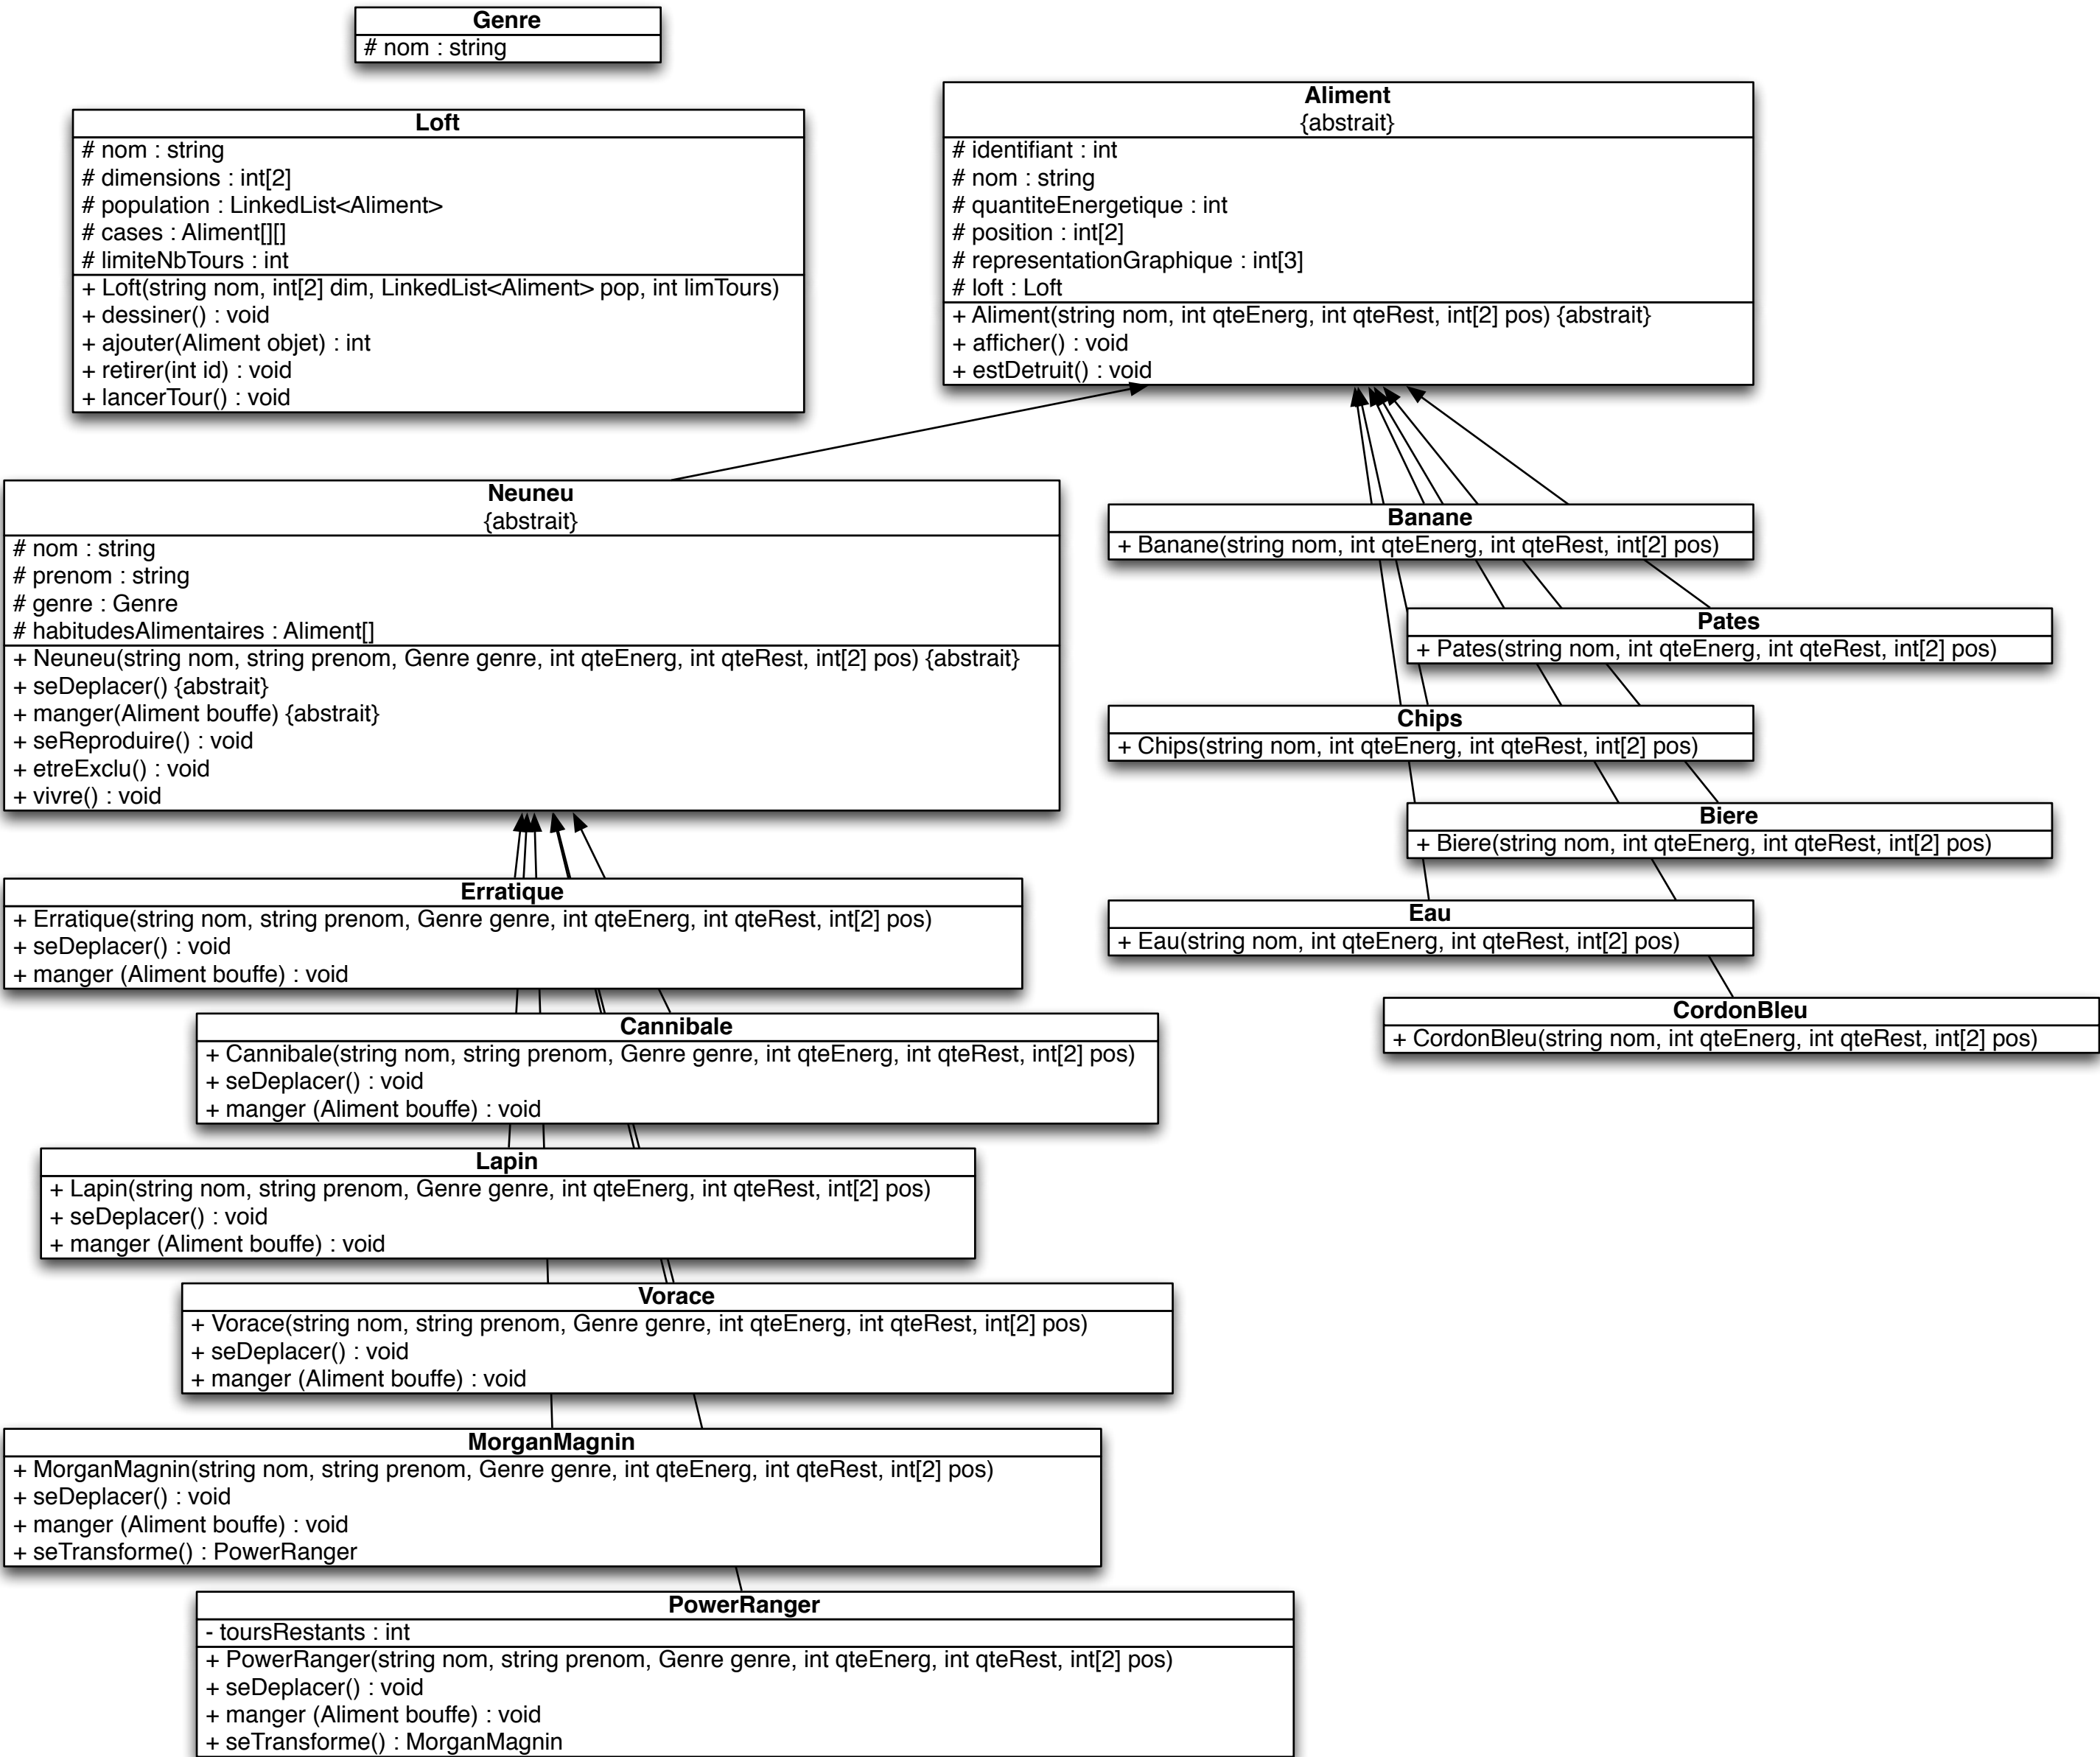 Genre
# nom : string
Loft
# nom : string
# dimensions : int[2]
# population : LinkedList<Aliment>
# cases : Aliment[][]
# limiteNbTours : int
+ Loft(string nom, int[2] dim, LinkedList<Aliment> pop, int limTours)
+ dessiner() : void
+ ajouter(Aliment objet) : int
+ retirer(int id) : void
+ lancerTour() : void
Aliment
{abstrait}
# identifiant : int
# nom : string
# quantiteEnergetique : int
# position : int[2]
# representationGraphique : int[3]
# loft : Loft
+ Aliment(string nom, int qteEnerg, int qteRest, int[2] pos) {abstrait}
+ afficher() : void
+ estDetruit() : void
Neuneu
{abstrait}
# nom : string
# prenom : string
# genre : Genre
# habitudesAlimentaires : Aliment[]
+ Neuneu(string nom, string prenom, Genre genre, int qteEnerg, int qteRest, int[2] pos) {abstrait}
+ seDeplacer() {abstrait}
+ manger(Aliment bouffe) {abstrait}
+ seReproduire() : void
+ etreExclu() : void
+ vivre() : void
Banane
+ Banane(string nom, int qteEnerg, int qteRest, int[2] pos)
Pates
+ Pates(string nom, int qteEnerg, int qteRest, int[2] pos)
Chips
+ Chips(string nom, int qteEnerg, int qteRest, int[2] pos)
Biere
+ Biere(string nom, int qteEnerg, int qteRest, int[2] pos)
Eau
+ Eau(string nom, int qteEnerg, int qteRest, int[2] pos)
CordonBleu
+ CordonBleu(string nom, int qteEnerg, int qteRest, int[2] pos)
Erratique
+ Erratique(string nom, string prenom, Genre genre, int qteEnerg, int qteRest, int[2] pos)
+ seDeplacer() : void
+ manger (Aliment bouffe) : void
Cannibale
+ Cannibale(string nom, string prenom, Genre genre, int qteEnerg, int qteRest, int[2] pos)
+ seDeplacer() : void
+ manger (Aliment bouffe) : void
Lapin
+ Lapin(string nom, string prenom, Genre genre, int qteEnerg, int qteRest, int[2] pos)
+ seDeplacer() : void
+ manger (Aliment bouffe) : void
Vorace
+ Vorace(string nom, string prenom, Genre genre, int qteEnerg, int qteRest, int[2] pos)
+ seDeplacer() : void
+ manger (Aliment bouffe) : void
MorganMagnin
+ MorganMagnin(string nom, string prenom, Genre genre, int qteEnerg, int qteRest, int[2] pos)
+ seDeplacer() : void
+ manger (Aliment bouffe) : void
+ seTransforme() : PowerRanger
PowerRanger
- toursRestants : int
+ PowerRanger(string nom, string prenom, Genre genre, int qteEnerg, int qteRest, int[2] pos)
+ seDeplacer() : void
+ manger (Aliment bouffe) : void
+ seTransforme() : MorganMagnin